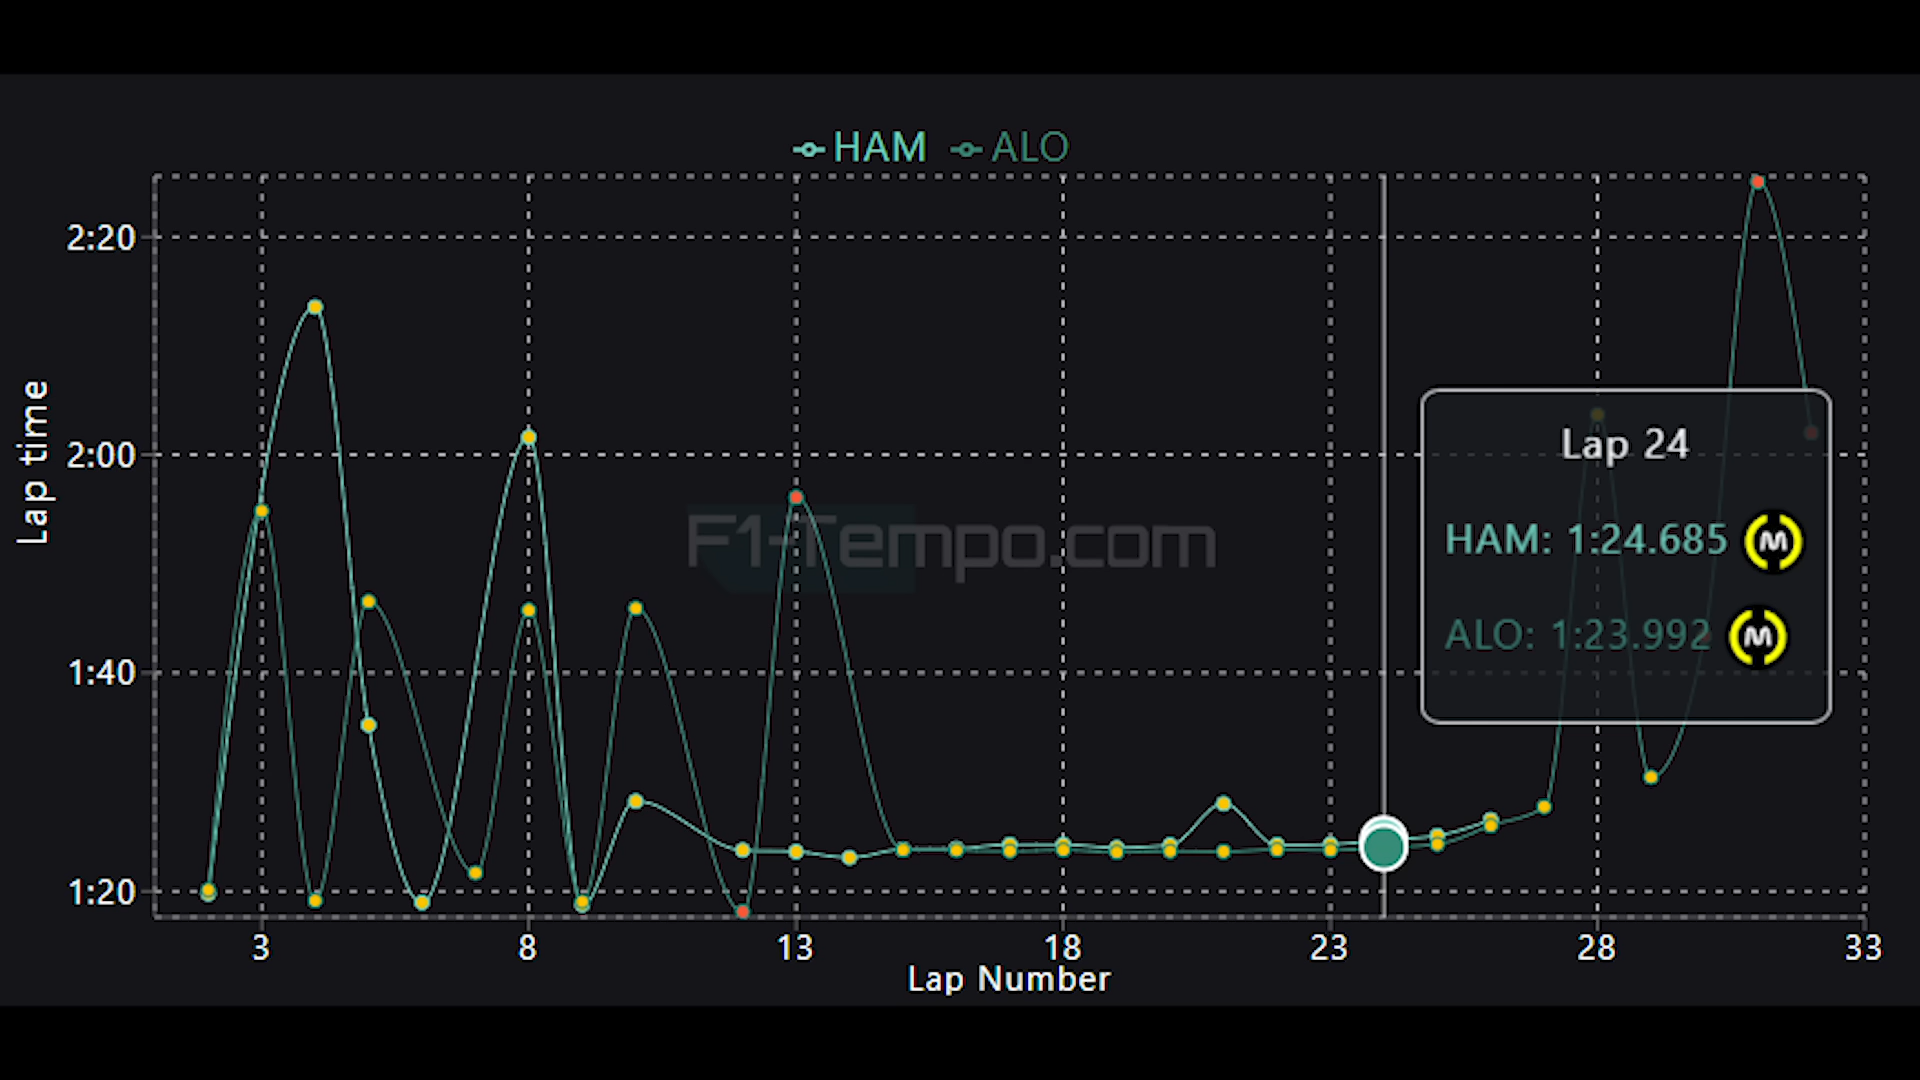 HAM ALO
2:20
2:00
1:40
1:20
Lap time
F1-Tempo.com
Lap 24
HAM: 1:24.685 M
ALO: 1:23.992 M
3 8 13 18 23 28 33
Lap Number